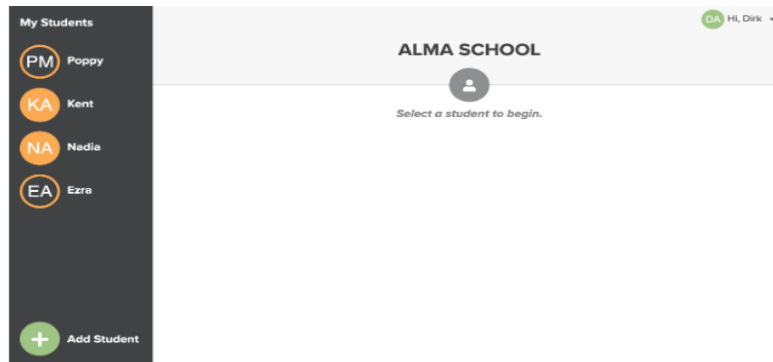 My Students
PM Poppy
KA Kent
NA Nadia
EA Ezra
+ Add Student
DA Hi, Dirk
ALMA SCHOOL
Select a student to begin.